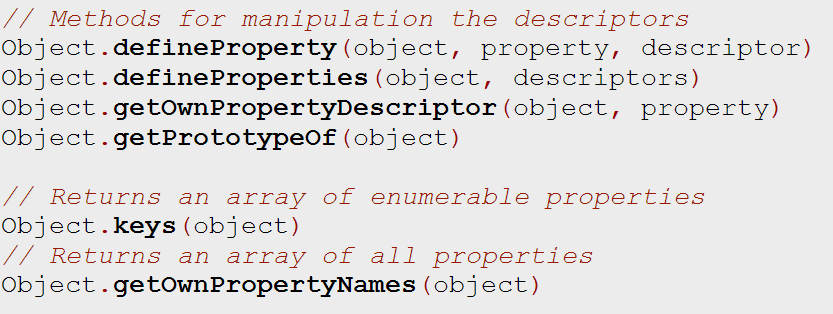 // Methods for manipulation the descriptors
Object.defineProperty(object, property, descriptor)
Object.defineProperties(object, descriptors)
Object.getOwnPropertyDescriptor(object, property)
Object.getPrototypeOf(object)

// Returns an array of enumerable properties
Object.keys(object)
// Returns an array of all properties
Object.getOwnPropertyNames(object)